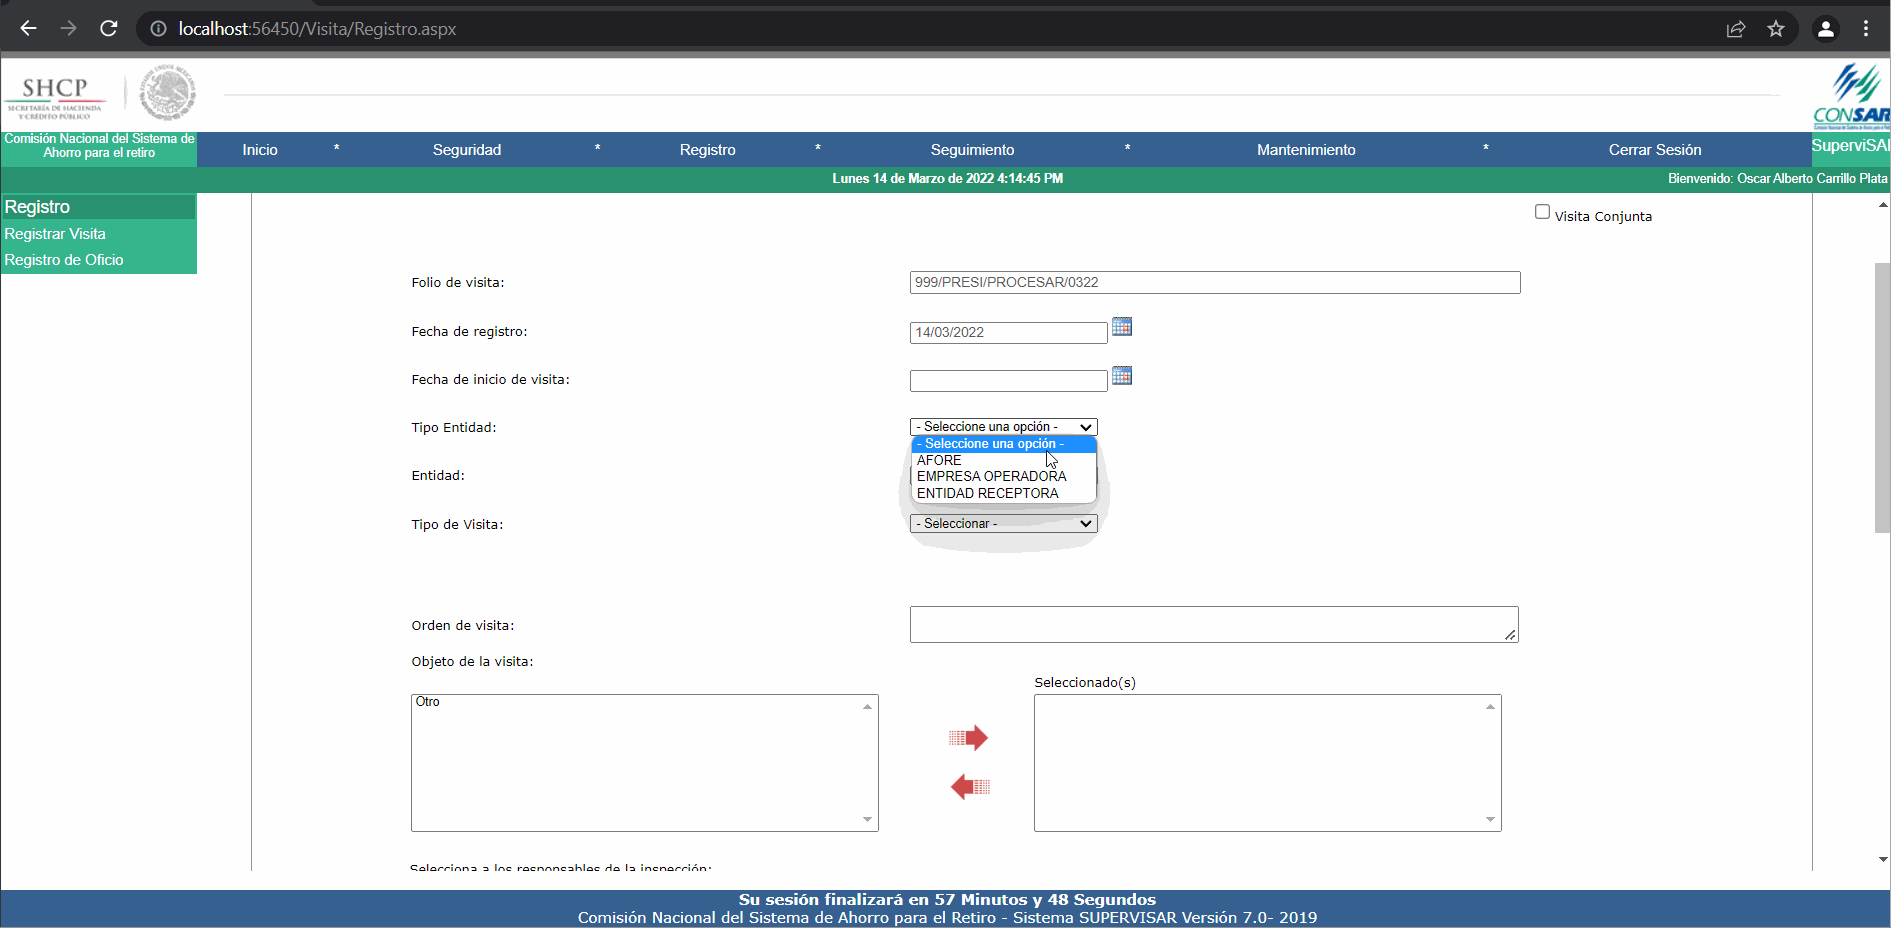 localhost:56450/Visita/Registro.aspx
SHCP
SECRETARÍA DE HACIENDA
Y CRÉDITO PÚBLICO
ESTADOS UNIDOS MEXICANOS
CONSAR
Comisión Nacional del Sistema de
Ahorro para el retiro
Inicio * Seguridad * Registro * Seguimiento * Mantenimiento * Cerrar Sesión
SuperviSAR
Lunes 14 de Marzo de 2022 4:14:45 PM
Bienvenido: Oscar Alberto Carrillo Plata
Registro
Registrar Visita
Registro de Oficio
Visita Conjunta
Folio de visita: 999/PRESI/PROCESAR/0322
Fecha de registro: 14/03/2022
Fecha de inicio de visita:
Tipo Entidad: - Seleccione una opción -
- Seleccione una opción -
AFORE
EMPRESA OPERADORA
ENTIDAD RECEPTORA
Entidad:
Tipo de Visita: - Seleccionar -
Orden de visita:
Objeto de la visita:
Seleccionado(s)
Otro
Selecciona a los responsables de la inspección:
Su sesión finalizará en 57 Minutos y 48 Segundos
Comisión Nacional del Sistema de Ahorro para el Retiro - Sistema SUPERVISAR Versión 7.0- 2019